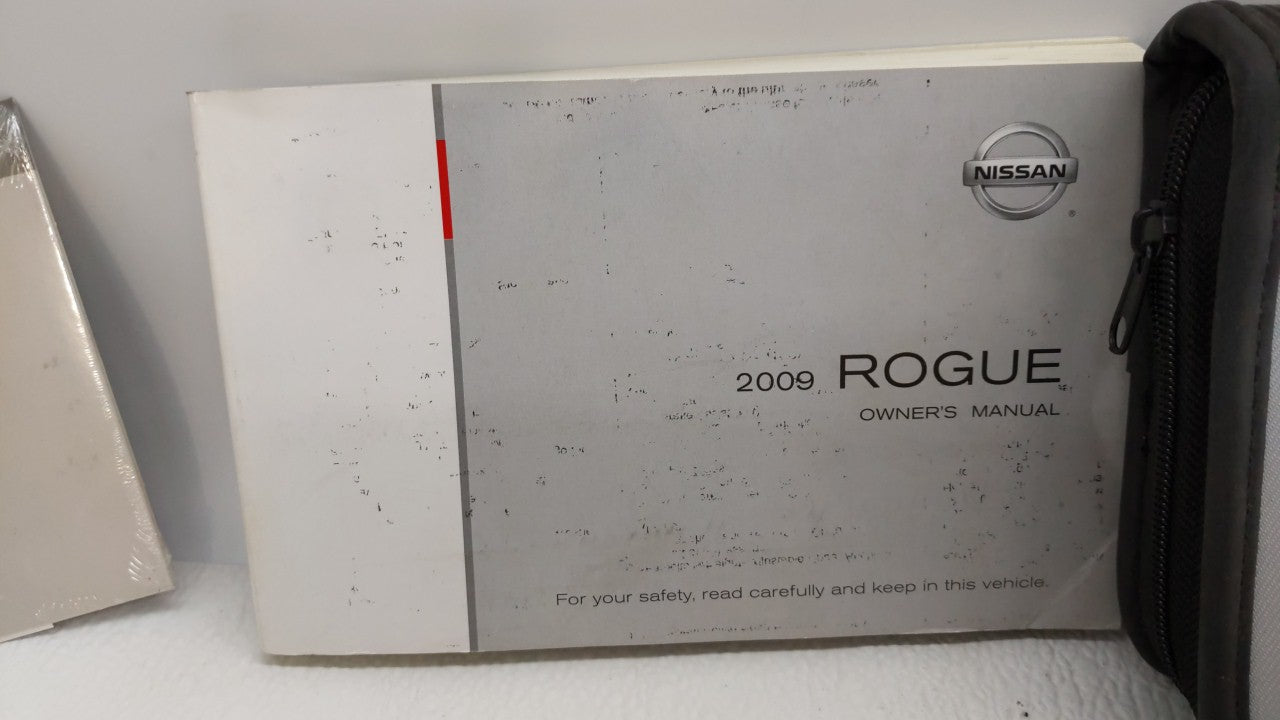 NISSAN
®
2009 ROGUE
OWNER'S MANUAL
For your safety, read carefully and keep in this vehicle.